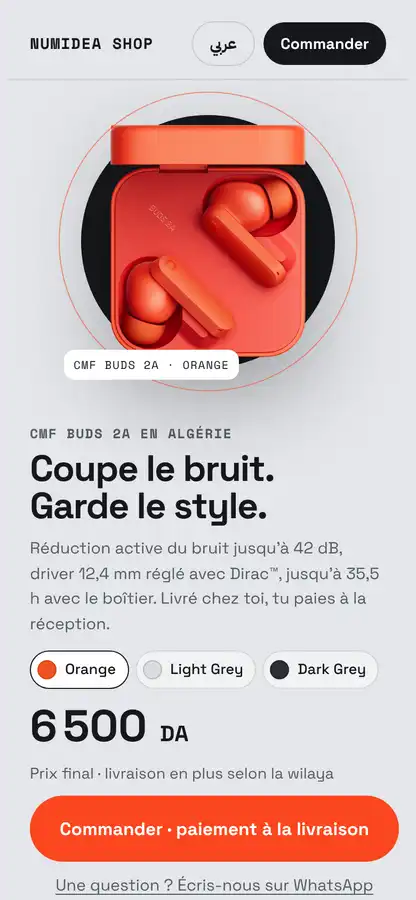 NUMIDEA SHOP
عربي
Commander
BUDS 2A
CMF BUDS 2A · ORANGE
CMF BUDS 2A EN ALGÉRIE
Coupe le bruit.
Garde le style.
Réduction active du bruit jusqu'à 42 dB,
driver 12,4 mm réglé avec Dirac™, jusqu'à 35,5
h avec le boîtier. Livré chez toi, tu paies à la
réception.
Orange
Light Grey
Dark Grey
6 500 DA
Prix final · livraison en plus selon la wilaya
Commander · paiement à la livraison
Une question ? Écris-nous sur WhatsApp